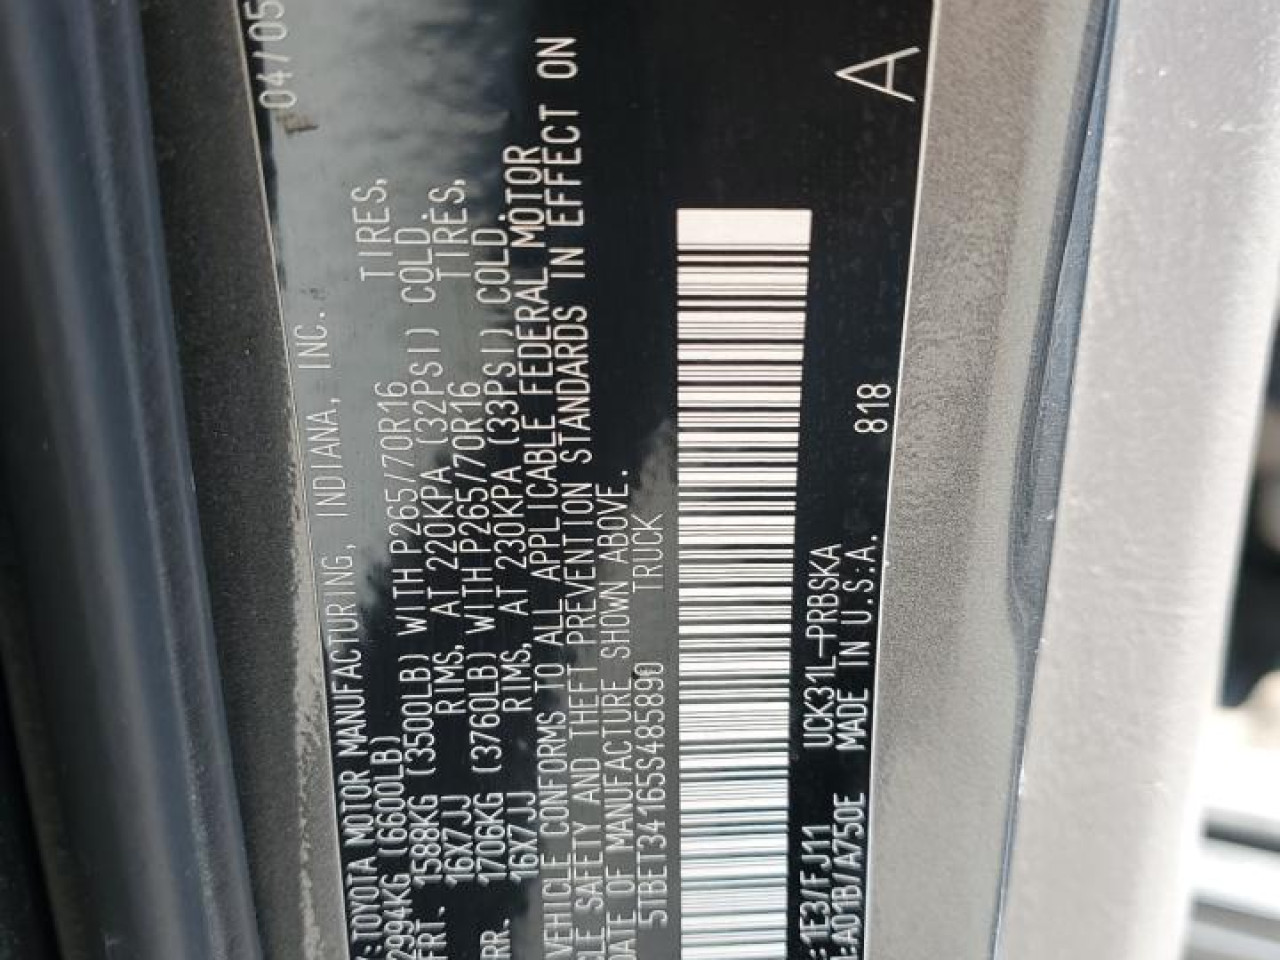 Y: TOYOTA MOTOR MANUFACTURING, INDIANA, INC. 04/05
2994KG (6600LB)
FRT. 1588KG (3500LB) WITH P265/70R16 TIRES,
16X7JJ RIMS, AT 220KPA (32PSI) COLD.
RR. 1706KG (3760LB) WITH P265/70R16 TIRES,
16X7JJ RIMS, AT 230KPA (33PSI) COLD.
VEHICLE CONFORMS TO ALL APPLICABLE FEDERAL MOTOR
CLE SAFETY AND THEFT PREVENTION STANDARDS IN EFFECT ON
DATE OF MANUFACTURE SHOWN ABOVE.
5TBET34165S485890 TRUCK
: 1E3/FJ11 UCK31L-PRBSKA
: A01B/A750E MADE IN U.S.A. 818 A